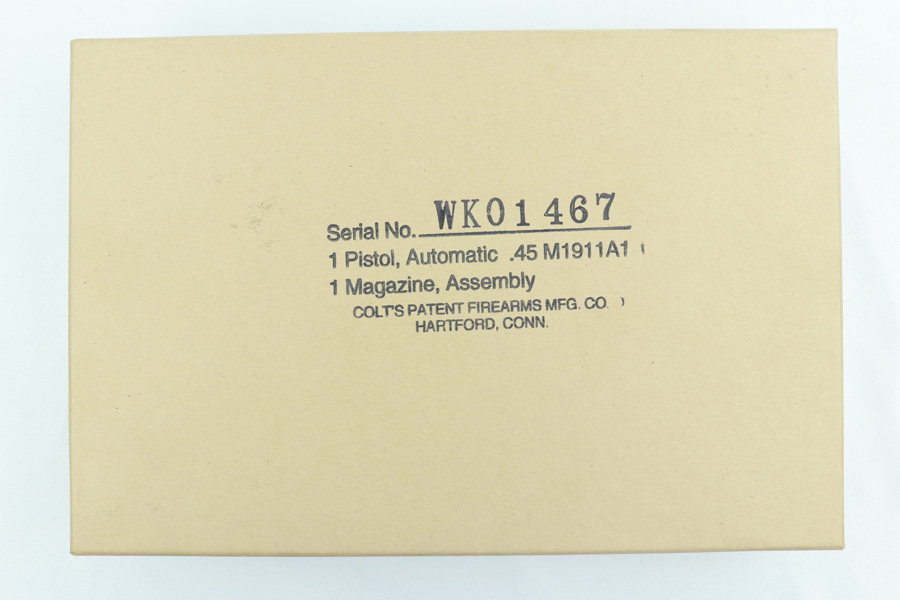 Serial No. WK01467
1 Pistol, Automatic .45 M1911A1
1 Magazine, Assembly
COLT'S PATENT FIREARMS MFG. CO.
HARTFORD, CONN.